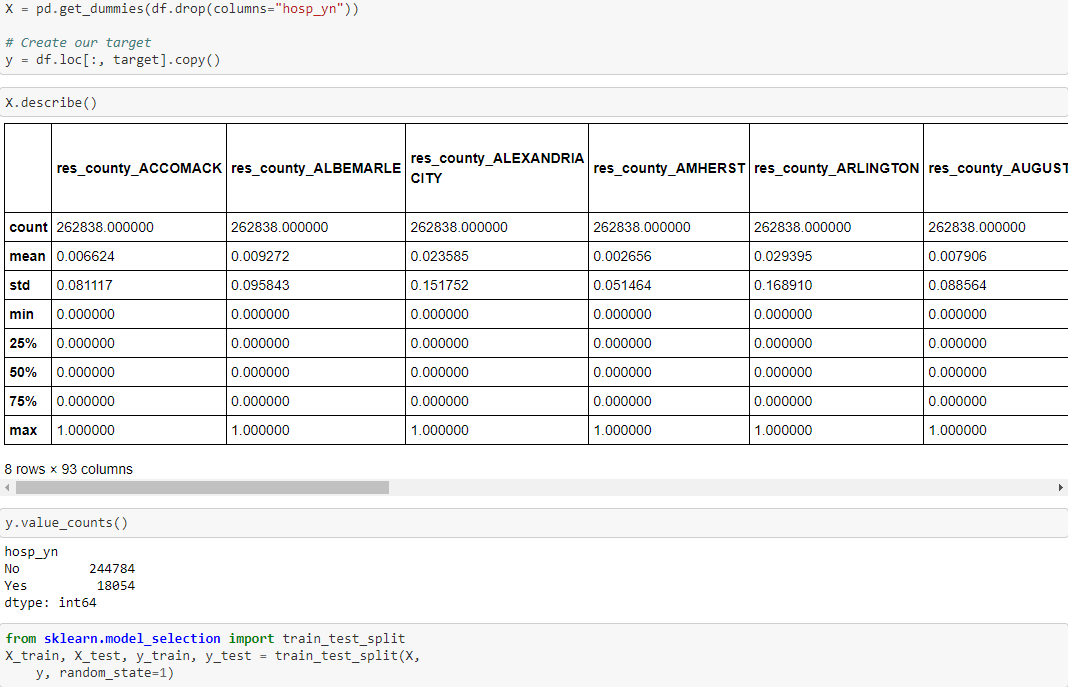 X = pd.get_dummies(df.drop(columns="hosp_yn"))
# Create our target
y = df.loc[:, target].copy()
X.describe()
res_county_ACCOMACK res_county_ALBEMARLE res_county_ALEXANDRIA CITY res_county_AMHERST res_county_ARLINGTON res_county_AUGUST
count 262838.000000 262838.000000 262838.000000 262838.000000 262838.000000 262838.000000
mean 0.006624 0.009272 0.023585 0.002656 0.029395 0.007906
std 0.081117 0.095843 0.151752 0.051464 0.168910 0.088564
min 0.000000 0.000000 0.000000 0.000000 0.000000 0.000000
25% 0.000000 0.000000 0.000000 0.000000 0.000000 0.000000
50% 0.000000 0.000000 0.000000 0.000000 0.000000 0.000000
75% 0.000000 0.000000 0.000000 0.000000 0.000000 0.000000
max 1.000000 1.000000 1.000000 1.000000 1.000000 1.000000
8 rows × 93 columns
y.value_counts()
hosp_yn
No 244784
Yes 18054
dtype: int64
from sklearn.model_selection import train_test_split
X_train, X_test, y_train, y_test = train_test_split(X,
y, random_state=1)